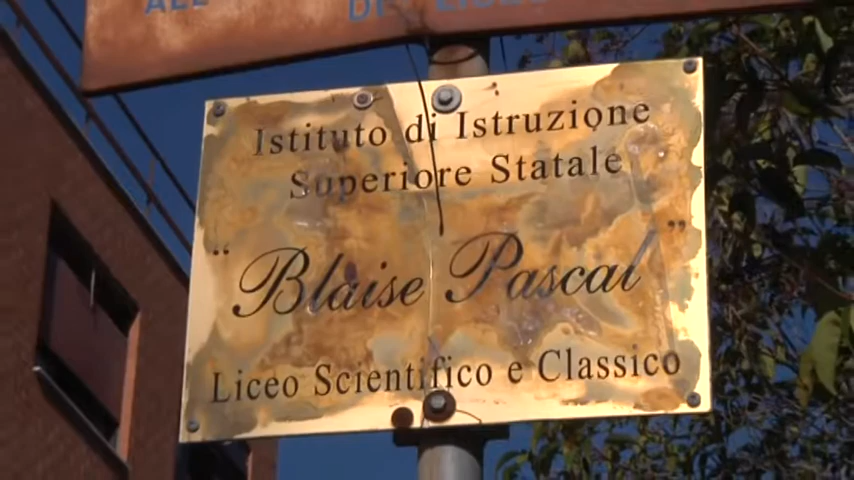 Istituto di Istruzione
Superiore Statale
"Blaise Pascal"
Liceo Scientifico e Classico